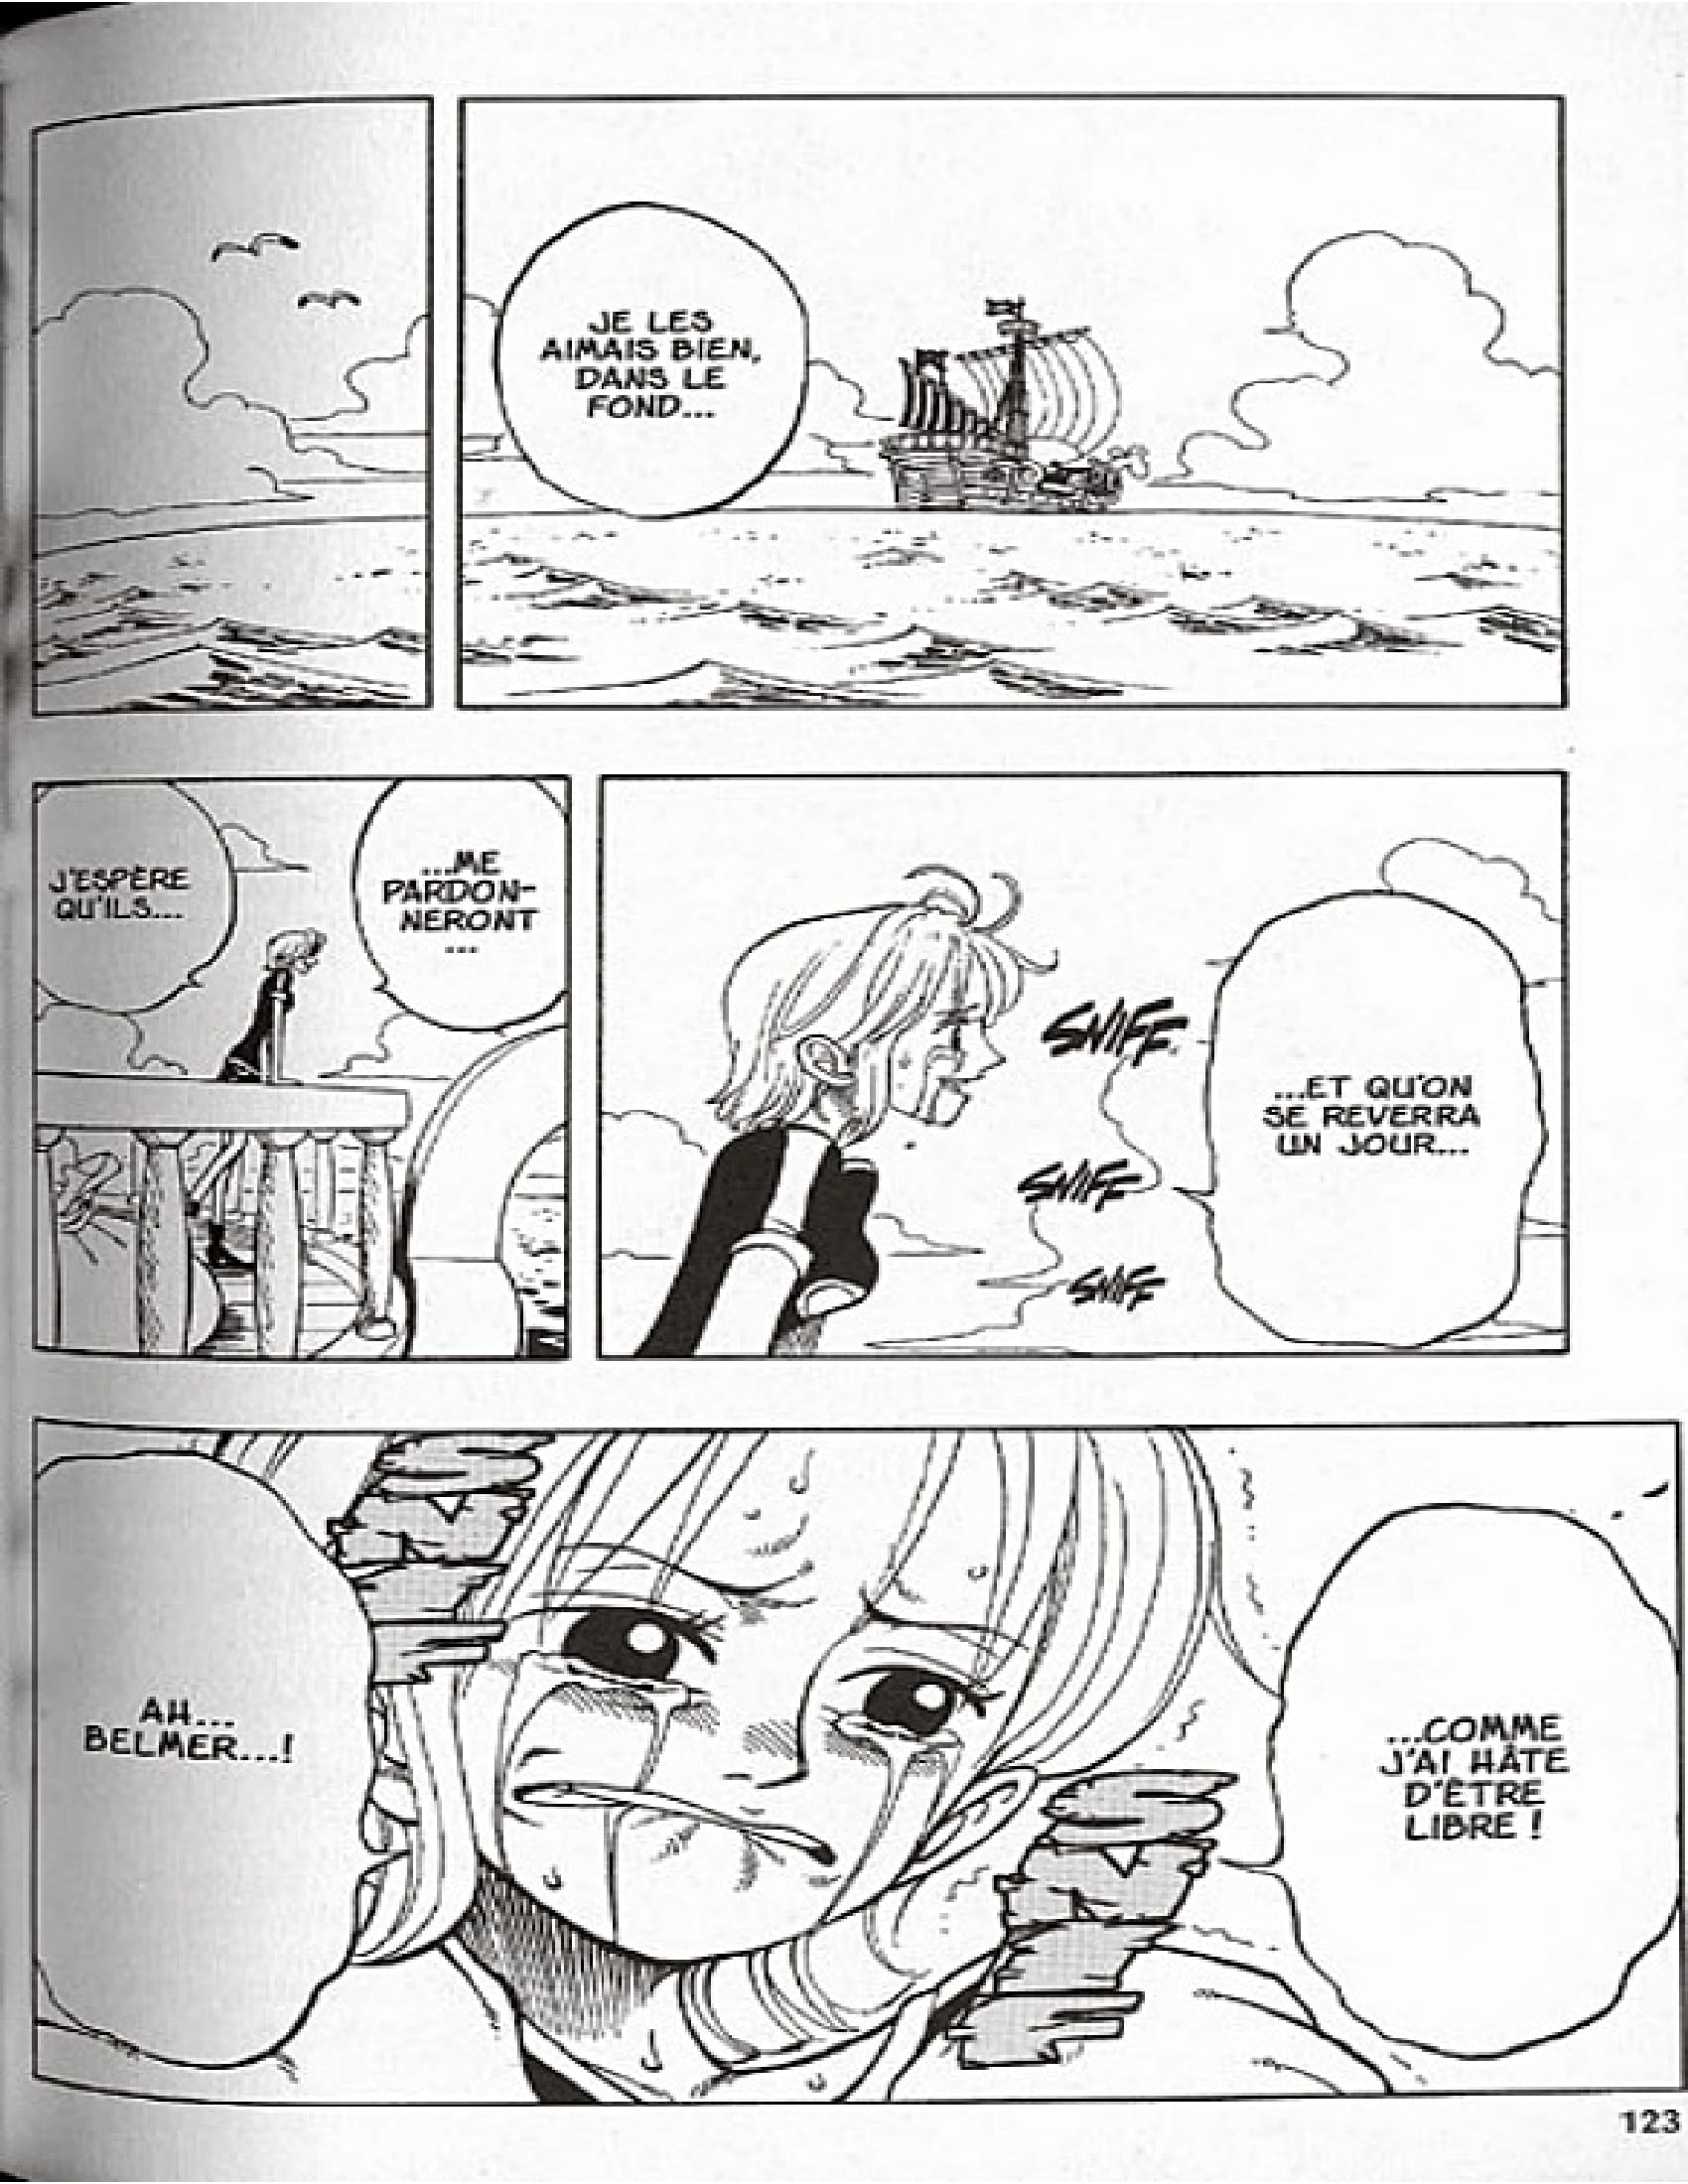 JE LES
AIMAIS BIEN,
DANS LE
FOND...
J'ESPÈRE
QU'ILS...
...ME
PARDON-
NERONT
...
SNIFF
SNIFF
SNIFF
...ET QU'ON
SE REVERRA
UN JOUR...
AH...
BELMER...!
...COMME
J'AI HÂTE
D'ÊTRE
LIBRE !
123